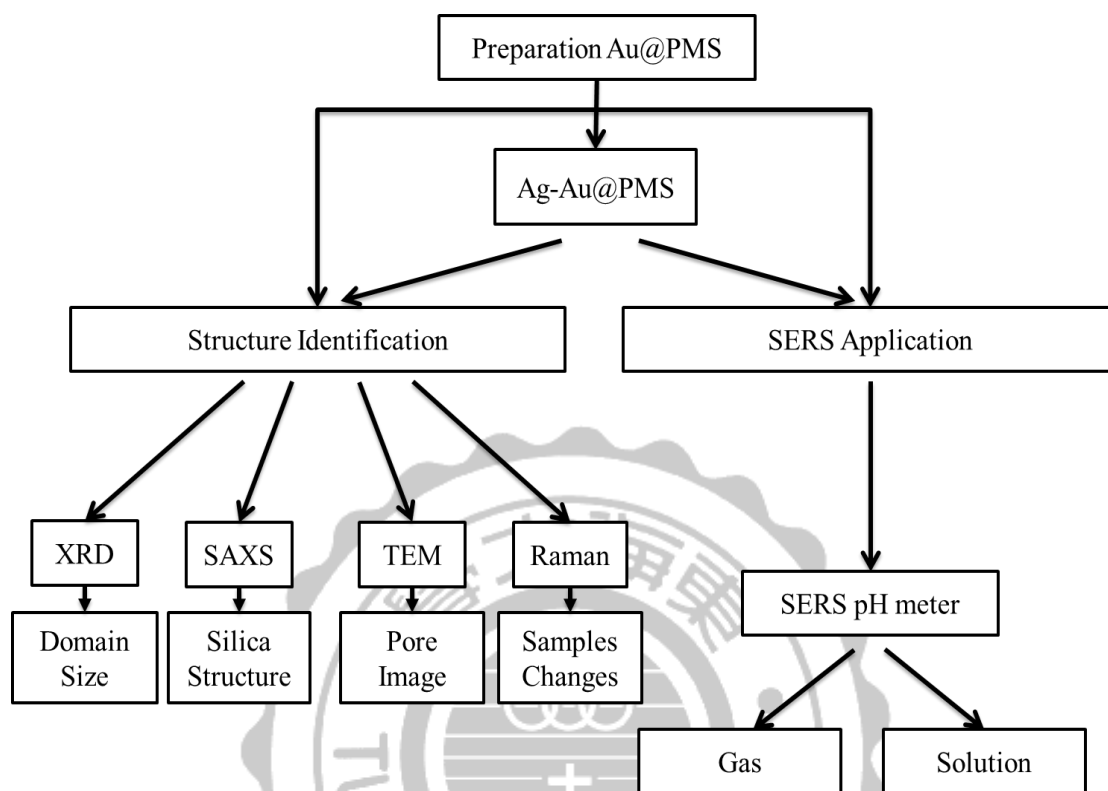 Preparation Au@PMS
Ag-Au@PMS
Structure Identification
SERS Application
XRD
SAXS
TEM
Raman
Domain
Size
Silica
Structure
Pore
Image
Samples
Changes
SERS pH meter
Gas
Solution